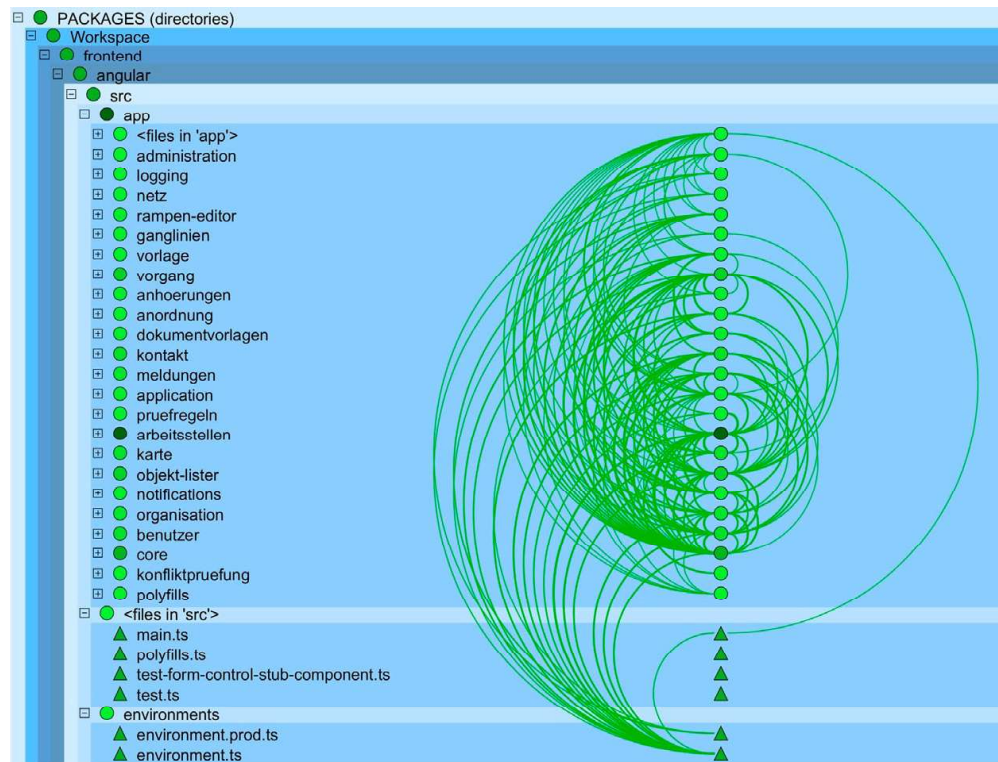 PACKAGES (directories)
Workspace
frontend
angular
src
app
<files in 'app'>
administration
logging
netz
rampen-editor
ganglinien
vorlage
vorgang
anhoerungen
anordnung
dokumentvorlagen
kontakt
meldungen
application
pruefregeln
arbeitsstellen
karte
objekt-lister
notifications
organisation
benutzer
core
konfliktpruefung
polyfills
<files in 'src'>
main.ts
polyfills.ts
test-form-control-stub-component.ts
test.ts
environments
environment.prod.ts
environment.ts